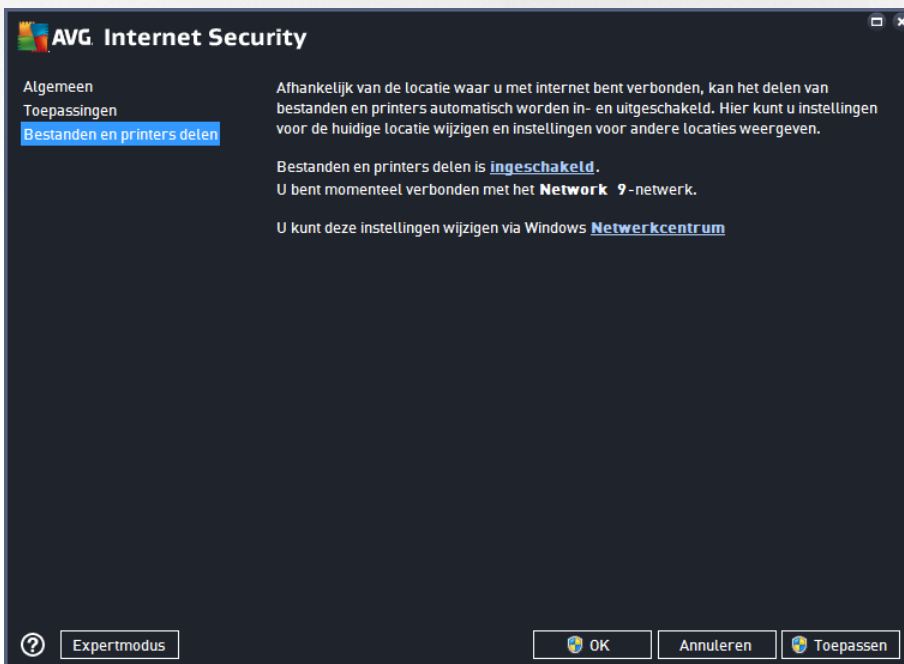 AVG. Internet Security
Algemeen
Toepassingen
Bestanden en printers delen
Afhankelijk van de locatie waar u met internet bent verbonden, kan het delen van
bestanden en printers automatisch worden in- en uitgeschakeld. Hier kunt u instellingen
voor de huidige locatie wijzigen en instellingen voor andere locaties weergeven.
Bestanden en printers delen is ingeschakeld.
U bent momenteel verbonden met het Network 9-netwerk.
U kunt deze instellingen wijzigen via Windows Netwerkcentrum
? Expertmodus OK Annuleren Toepassen